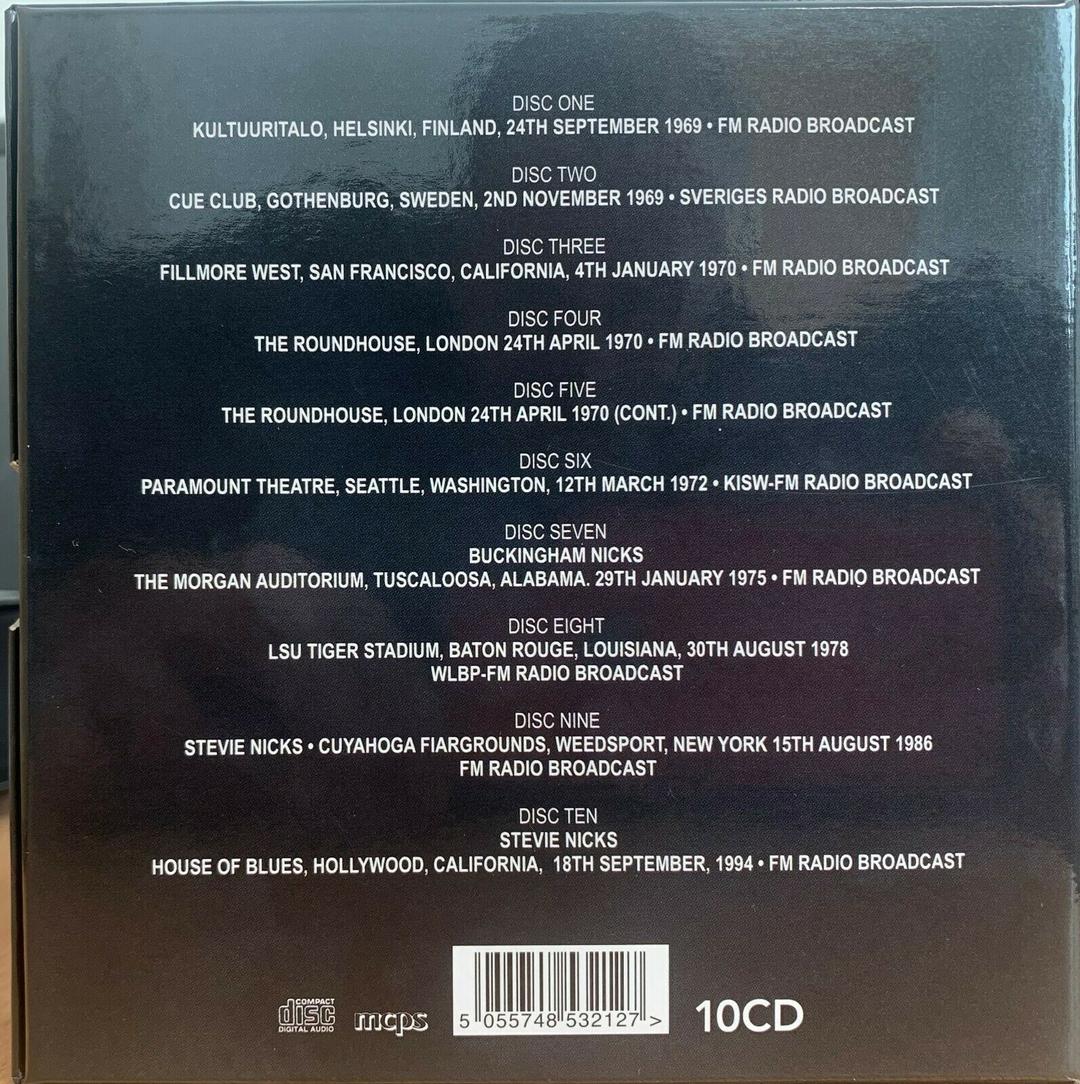 DISC ONE
KULTUURITALO, HELSINKI, FINLAND, 24TH SEPTEMBER 1969 • FM RADIO BROADCAST
DISC TWO
CUE CLUB, GOTHENBURG, SWEDEN, 2ND NOVEMBER 1969 • SVERIGES RADIO BROADCAST
DISC THREE
FILLMORE WEST, SAN FRANCISCO, CALIFORNIA, 4TH JANUARY 1970 • FM RADIO BROADCAST
DISC FOUR
THE ROUNDHOUSE, LONDON 24TH APRIL 1970 • FM RADIO BROADCAST
DISC FIVE
THE ROUNDHOUSE, LONDON 24TH APRIL 1970 (CONT.) • FM RADIO BROADCAST
DISC SIX
PARAMOUNT THEATRE, SEATTLE, WASHINGTON, 12TH MARCH 1972 • KISW-FM RADIO BROADCAST
DISC SEVEN
BUCKINGHAM NICKS
THE MORGAN AUDITORIUM, TUSCALOOSA, ALABAMA. 29TH JANUARY 1975 • FM RADIO BROADCAST
DISC EIGHT
LSU TIGER STADIUM, BATON ROUGE, LOUISIANA, 30TH AUGUST 1978
WLBP-FM RADIO BROADCAST
DISC NINE
STEVIE NICKS • CUYAHOGA FIARGROUNDS, WEEDSPORT, NEW YORK 15TH AUGUST 1986
FM RADIO BROADCAST
DISC TEN
STEVIE NICKS
HOUSE OF BLUES, HOLLYWOOD, CALIFORNIA, 18TH SEPTEMBER, 1994 • FM RADIO BROADCAST
COMPACT
disc
DIGITAL AUDIO
mcps
5 055748 532127 >
10CD